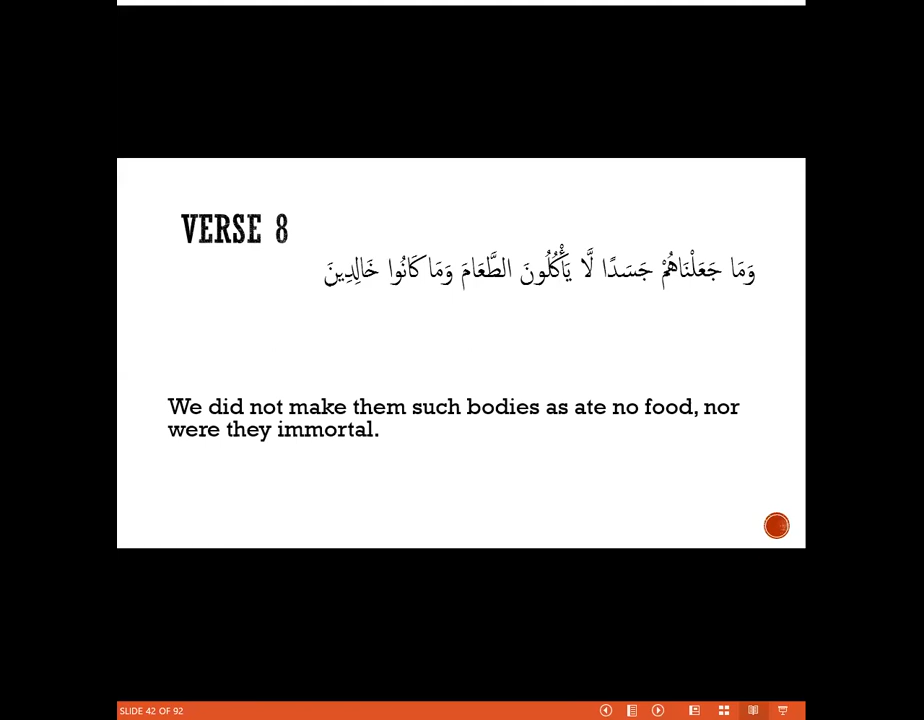 VERSE 8
وَمَا جَعَلْنَاهُمْ جَسَدًا لَّا يَأْكُلُونَ الطَّعَامَ وَمَا كَانُوا خَالِدِينَ
We did not make them such bodies as ate no food, nor
were they immortal.
SLIDE 42 OF 92